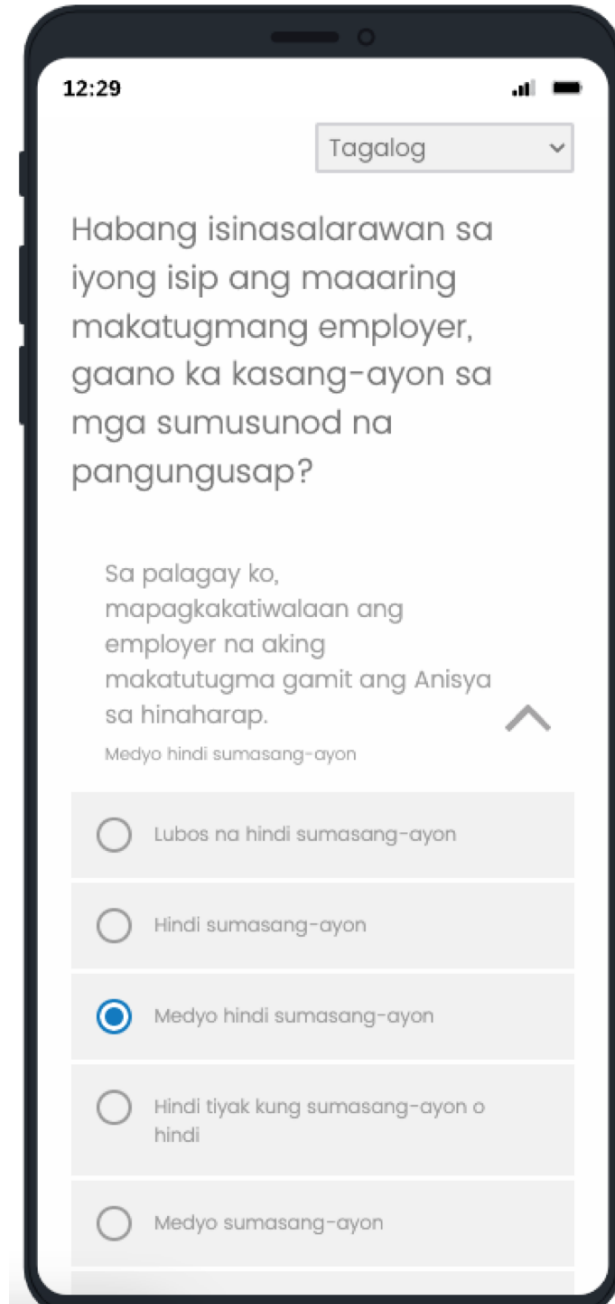 12:29
Tagalog
Habang isinasalarawan sa
iyong isip ang maaaring
makatugmang employer,
gaano ka kasang-ayon sa
mga sumusunod na
pangungusap?
Sa palagay ko,
mapagkakatiwalaan ang
employer na aking
makatutugma gamit ang Anisya
sa hinaharap.
Medyo hindi sumasang-ayon
Lubos na hindi sumasang-ayon
Hindi sumasang-ayon
Medyo hindi sumasang-ayon
Hindi tiyak kung sumasang-ayon o
hindi
Medyo sumasang-ayon